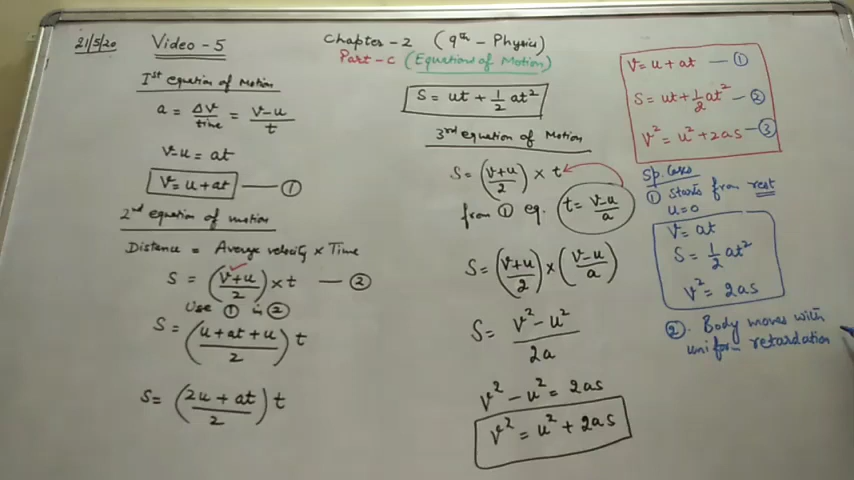 21/5/20 Video - 5
Chapter - 2 (9th - Physics)
Part - C (Equations of Motion)
Ist equation of Motion
a = Δv/time = v-u/t
v-u = at
v = u + at — ①
2nd equation of motion
Distance = Average velocity × Time
S = (v+u/2) × t — ②
Use ① in ②
S = (u + at + u/2) t
S = (2u + at/2) t
S = ut + 1/2 at²
3rd equation of Motion
S = (v+u/2) × t
from ① eq. t = v-u/a
S = (v+u/2) × (v-u/a)
S = v² - u²/2a
v² - u² = 2as
v² = u² + 2as
v = u + at — ①
S = ut + 1/2 at² — ②
v² = u² + 2as — ③
Sp. Cases
① Starts from rest
u = 0
v = at
S = 1/2 at²
v² = 2as
②. Body moves with
uniform retardation